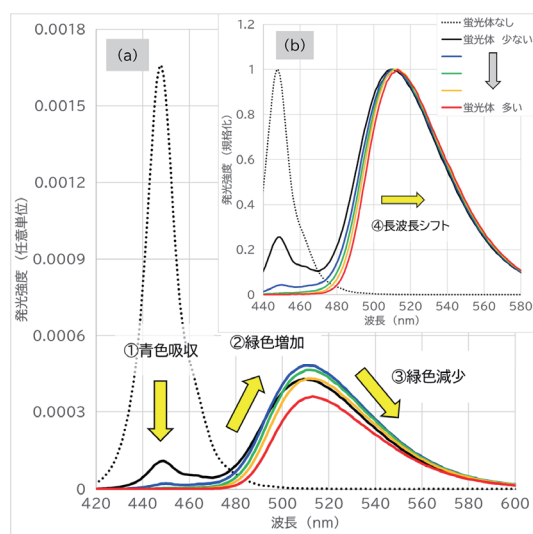 (a)
0.0018
0.0015
0.0012
0.0009
0.0006
0.0003
0
発光強度（任意単位）
420 440 460 480 500 520 540 560 580 600
波長（nm）
①青色吸収
②緑色増加
③緑色減少
(b)
1.2
1
0.8
0.6
0.4
0.2
0
発光強度（規格化）
440 460 480 500 520 540 560 580
波長（nm）
④長波長シフト
蛍光体なし
蛍光体 少ない
蛍光体 多い